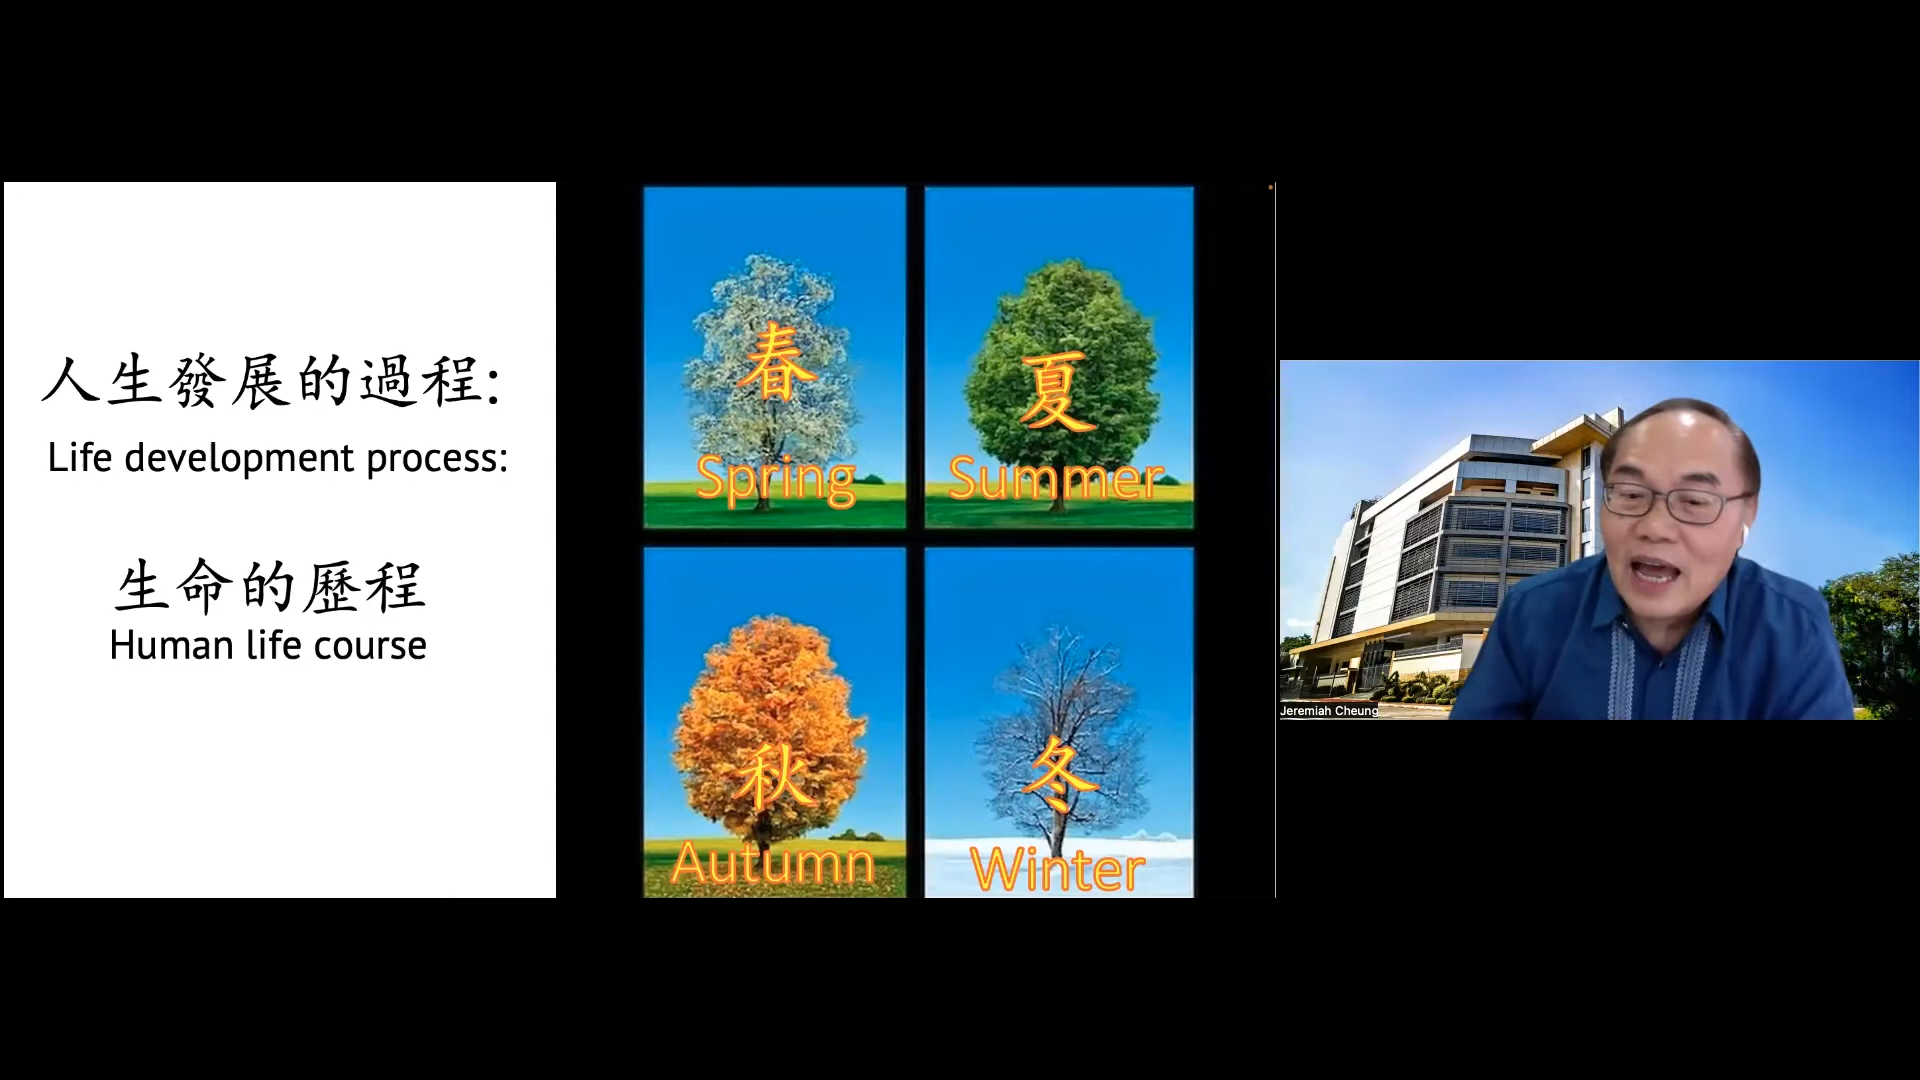 人生發展的過程:
Life development process:
生命的歷程
Human life course
春
Spring
夏
Summer
秋
Autumn
冬
Winter
Jeremiah Cheung